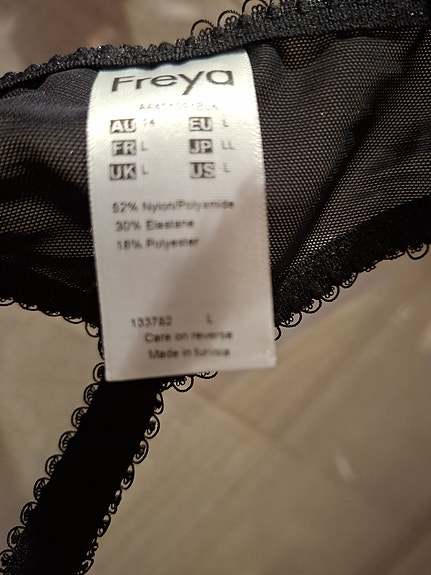 Freya
AU 14 EU L
FR L JP LL
UK L US L
52% Nylon/Polyamide
30% Elastane
18% Polyester
133762 L
Care on reverse
Made in Tunisia